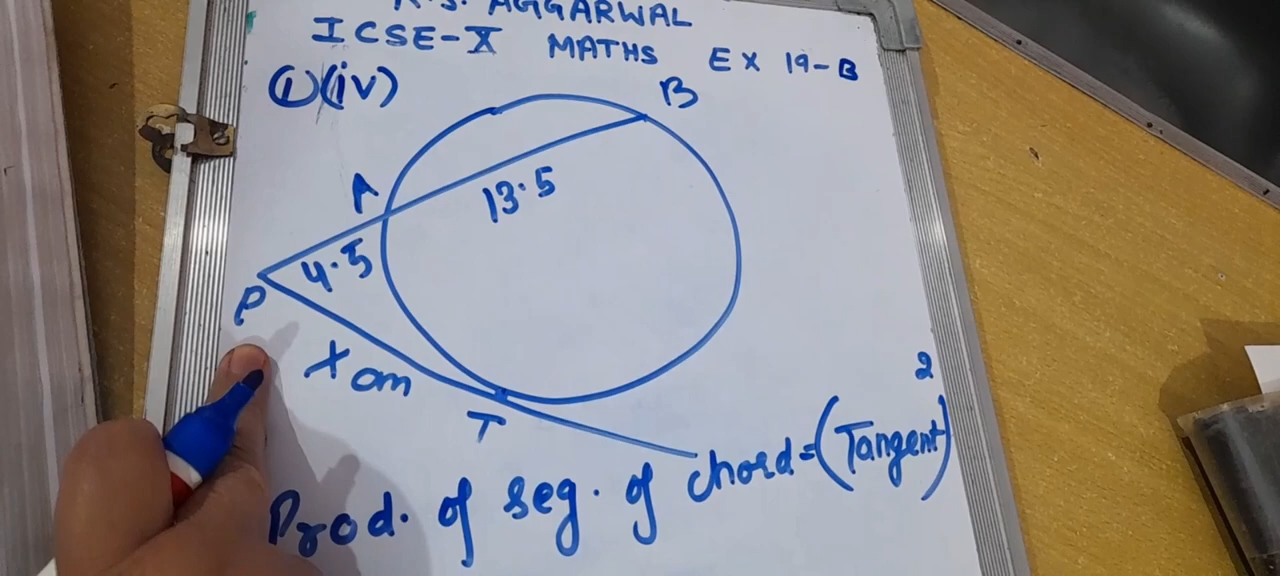 R.S. AGGARWAL
ICSE-X MATHS EX 19-B
① (iv)
B
A
13.5
4.5
P
x cm
T
Prod. of seg. of chord = (Tangent)²